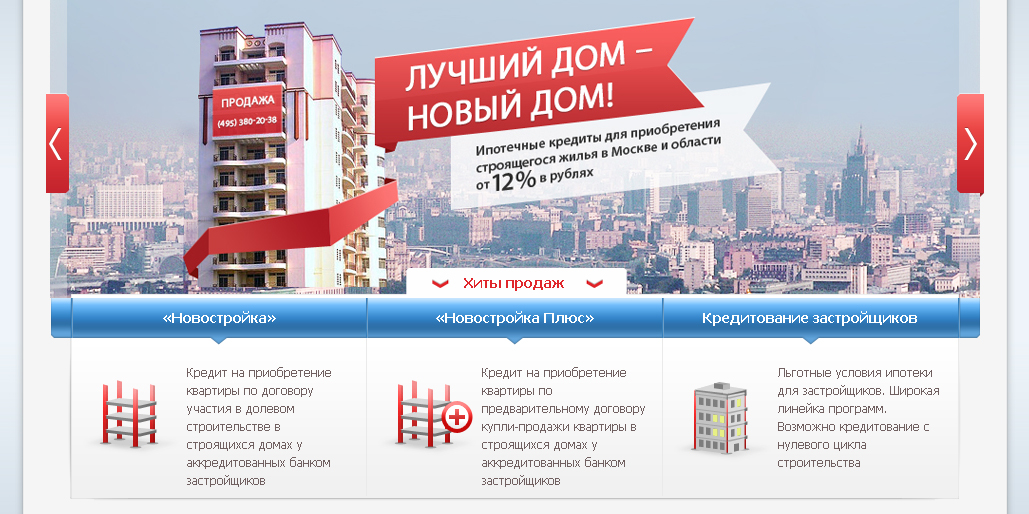 ЛУЧШИЙ ДОМ –
НОВЫЙ ДОМ!
ПРОДАЖА
(495) 380-20-38
Ипотечные кредиты для приобретения
строящегося жилья в Москве и области
от 12% в рублях
Хиты продаж
«Новостройка»
Кредит на приобретение
квартиры по договору
участия в долевом
строительстве в
строящихся домах у
аккредитованных банком
застройщиков
«Новостройка Плюс»
Кредит на приобретение
квартиры по
предварительному договору
купли-продажи квартиры в
строящихся домах у
аккредитованных банком
застройщиков
Кредитование застройщиков
Льготные условия ипотеки
для застройщиков. Широкая
линейка программ.
Возможно кредитование с
нулевого цикла
строительства